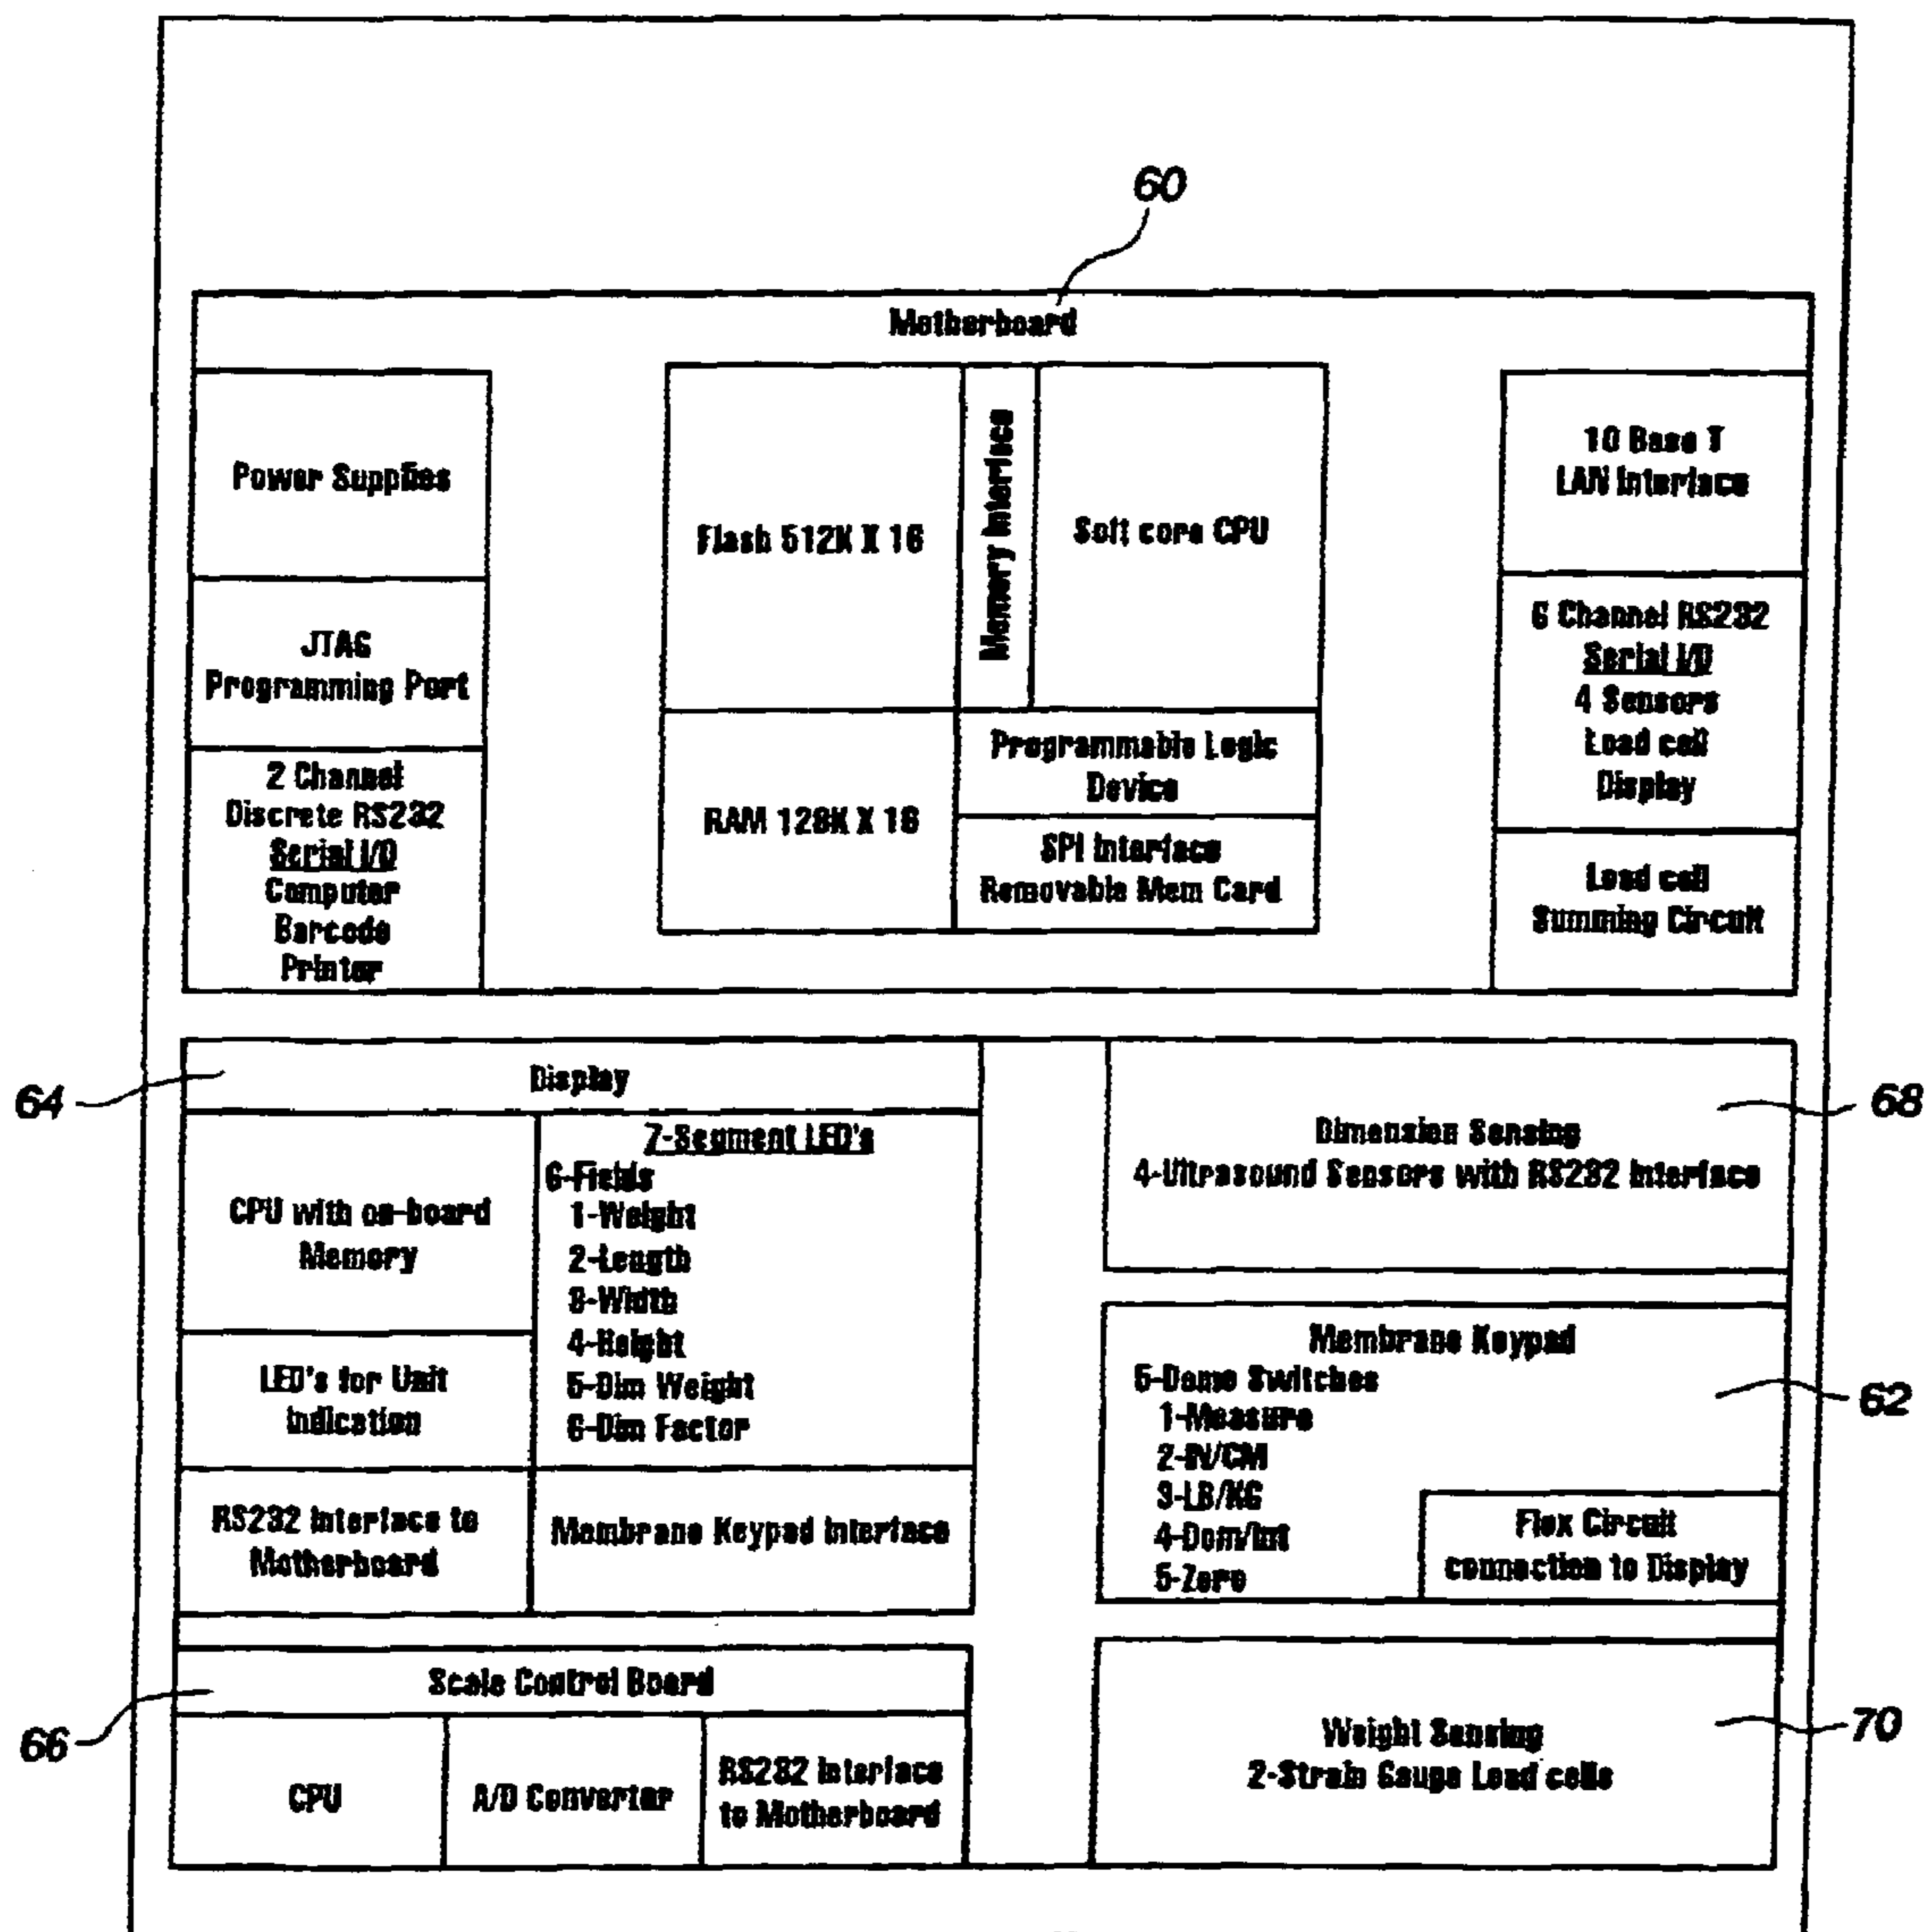 60
Motherboard
Power Supplies
JTAG
Programming Port
2 Channel
Discrete RS232
Serial I/O
Computer
Barcode
Printer
Flash 512K X 16
Memory Interface
Soft core CPU
RAM 128K X 16
Programmable Logic
Device
SPI Interface
Removable Mem Card
10 Base T
LAN Interface
6 Channel RS232
Serial I/O
4 Sensors
Load cell
Display
Load cell
Summing Circuit
64
Display
CPU with on-board
Memory
LED's for Unit
Indication
RS232 Interface to
Motherboard
7-Segment LED's
6-Fields
1-Weight
2-Length
3-Width
4-Height
5-Dim Weight
6-Dim Factor
Membrane Keypad Interface
68
Dimension Sensing
4-Ultrasound Sensors with RS232 Interface
Membrane Keypad
5-Dome Switches
1-Measure
2-IN/CM
3-LB/KG
4-Dom/Int
5-Zero
Flex Circuit
connection to Display
62
66
Scale Control Board
CPU
A/D Converter
RS232 Interface
to Motherboard
Weight Sensing
2-Strain Gauge Load cells
70